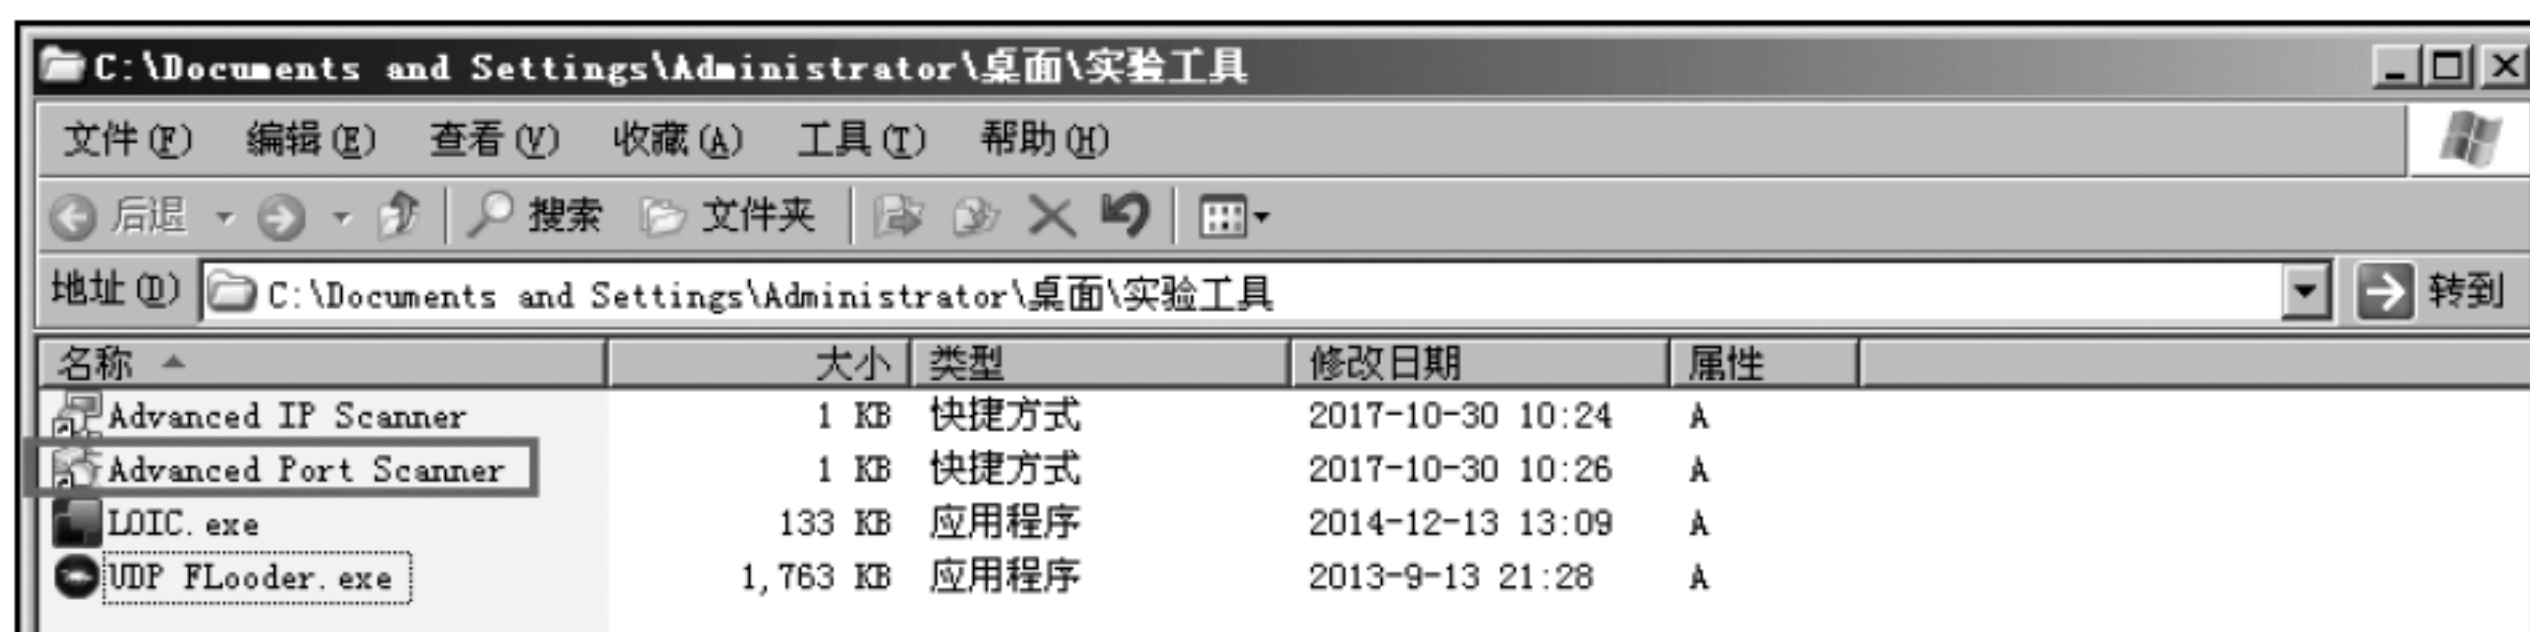 C:\Documents and Settings\Administrator\桌面\实验工具
文件(F) 编辑(E) 查看(V) 收藏(A) 工具(T) 帮助(H)
后退 搜索 文件夹
地址(D) C:\Documents and Settings\Administrator\桌面\实验工具 转到
名称 大小 类型 修改日期 属性
Advanced IP Scanner 1 KB 快捷方式 2017-10-30 10:24 A
Advanced Port Scanner 1 KB 快捷方式 2017-10-30 10:26 A
LOIC.exe 133 KB 应用程序 2014-12-13 13:09 A
UDP FLooder.exe 1,763 KB 应用程序 2013-9-13 21:28 A